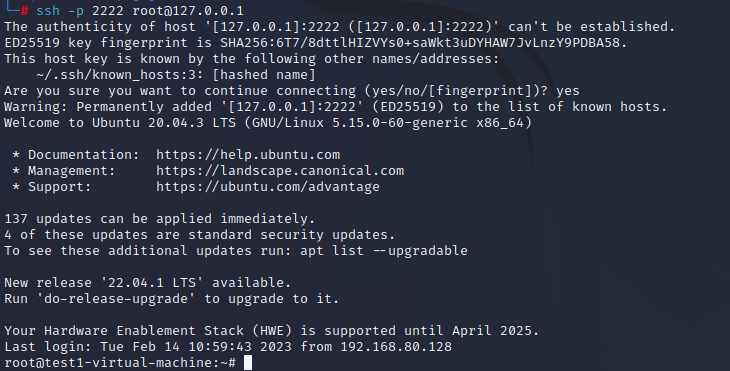 # ssh -p 2222 root@127.0.0.1
The authenticity of host '[127.0.0.1]:2222 ([127.0.0.1]:2222)' can't be established.
ED25519 key fingerprint is SHA256:6T7/8dttlHIZVYs0+saWkt3uDYHAW7JvLnzY9PDBA58.
This host key is known by the following other names/addresses:
    ~/.ssh/known_hosts:3: [hashed name]
Are you sure you want to continue connecting (yes/no/[fingerprint])? yes
Warning: Permanently added '[127.0.0.1]:2222' (ED25519) to the list of known hosts.
Welcome to Ubuntu 20.04.3 LTS (GNU/Linux 5.15.0-60-generic x86_64)
 * Documentation:  https://help.ubuntu.com
 * Management:     https://landscape.canonical.com
 * Support:        https://ubuntu.com/advantage
137 updates can be applied immediately.
4 of these updates are standard security updates.
To see these additional updates run: apt list --upgradable
New release '22.04.1 LTS' available.
Run 'do-release-upgrade' to upgrade to it.
Your Hardware Enablement Stack (HWE) is supported until April 2025.
Last login: Tue Feb 14 10:59:43 2023 from 192.168.80.128
root@test1-virtual-machine:~#